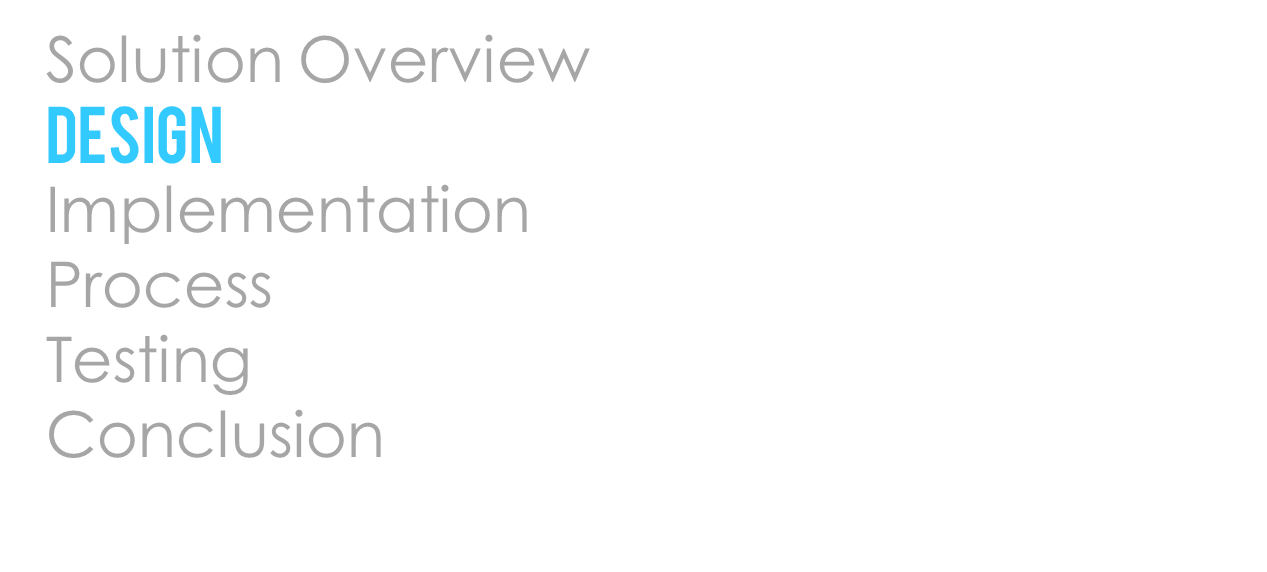 Solution Overview
DESIGN
Implementation
Process
Testing
Conclusion